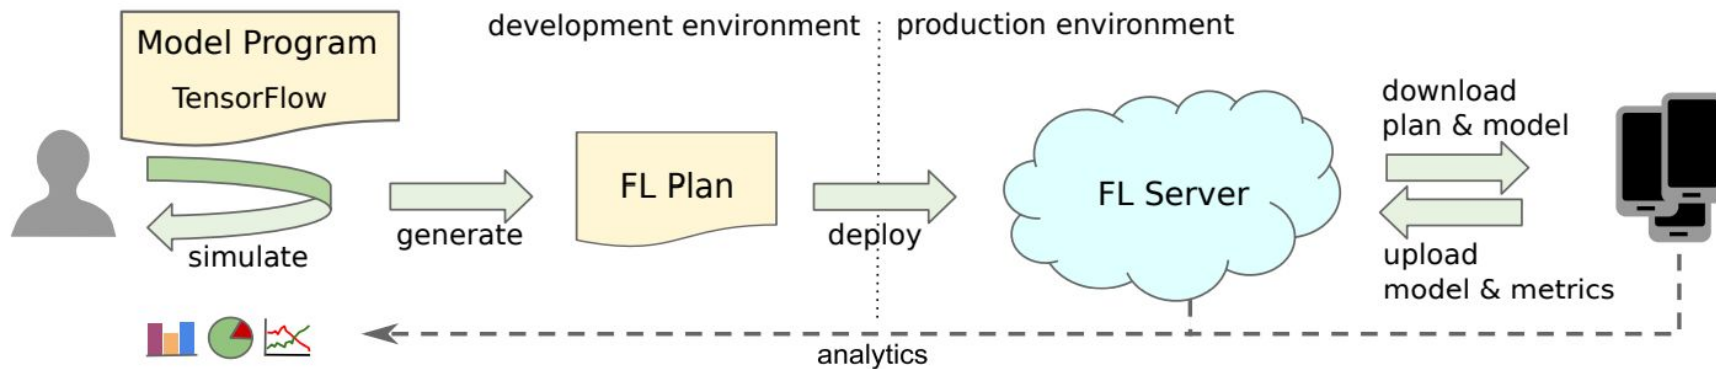 Model Program
TensorFlow
development environment
production environment
simulate
generate
FL Plan
deploy
FL Server
download
plan & model
upload
model & metrics
analytics